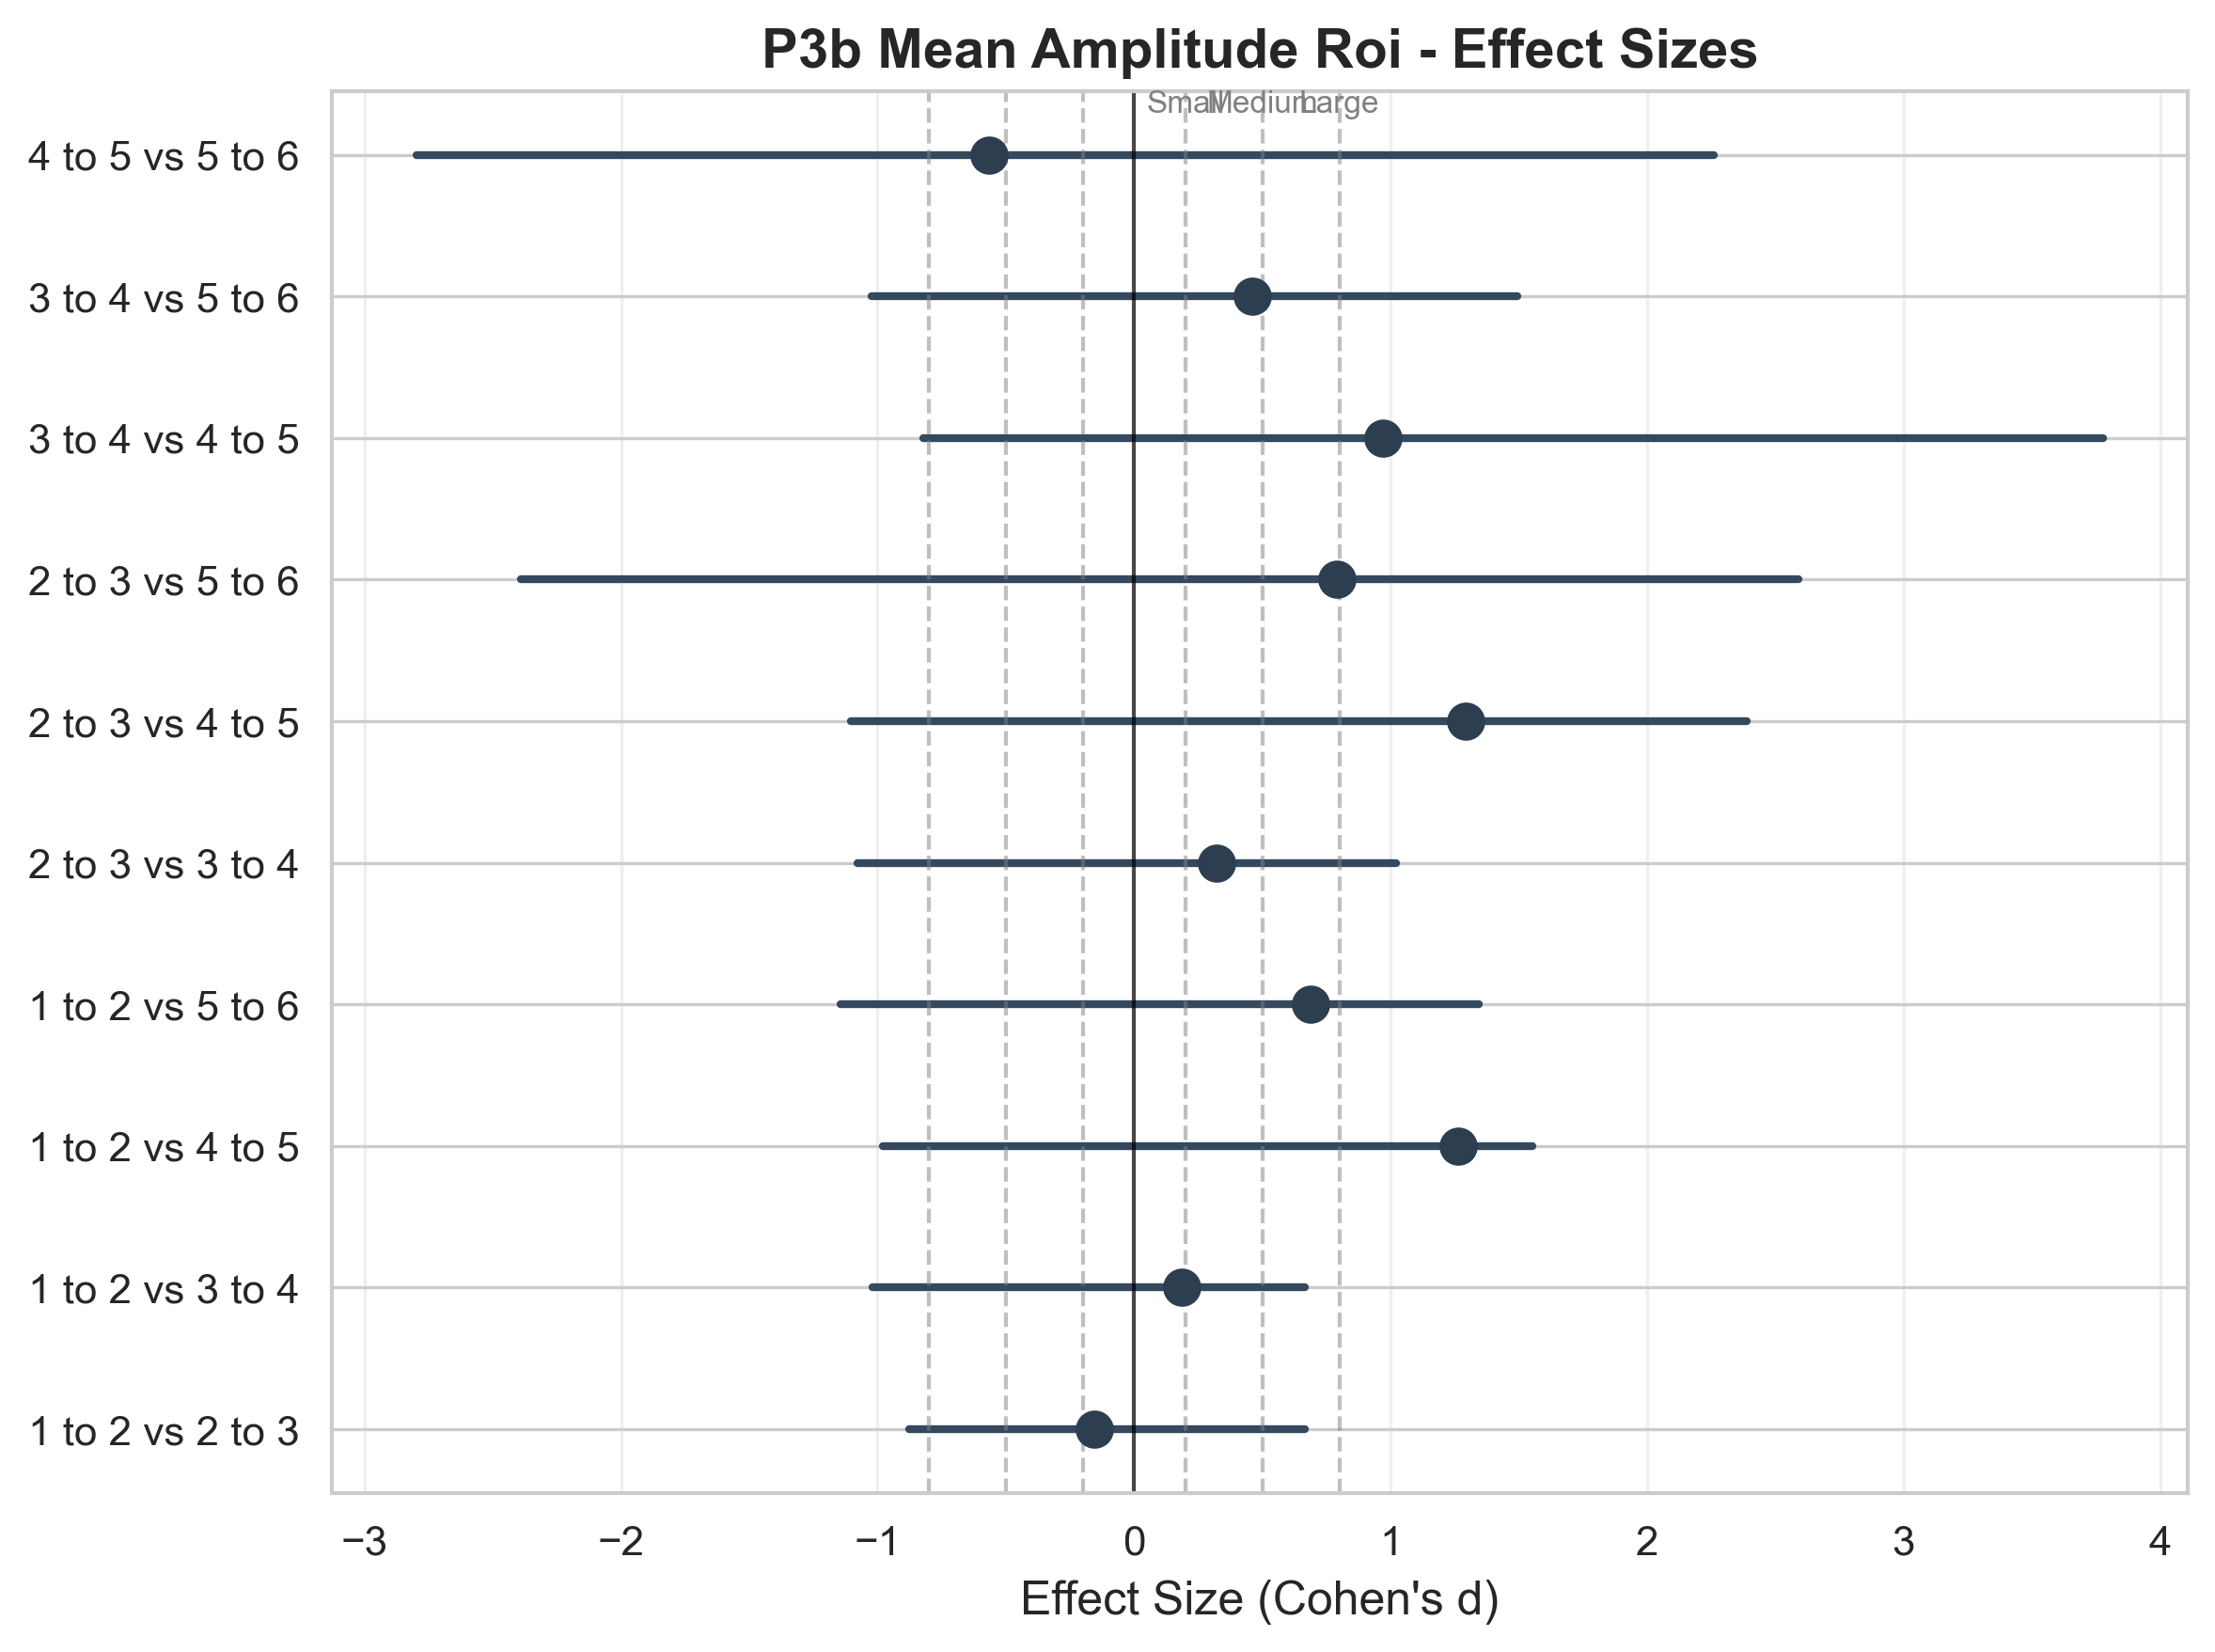 P3b Mean Amplitude Roi - Effect Sizes
Small Medium Large
4 to 5 vs 5 to 6
3 to 4 vs 5 to 6
3 to 4 vs 4 to 5
2 to 3 vs 5 to 6
2 to 3 vs 4 to 5
2 to 3 vs 3 to 4
1 to 2 vs 5 to 6
1 to 2 vs 4 to 5
1 to 2 vs 3 to 4
1 to 2 vs 2 to 3
−3 −2 −1 0 1 2 3 4
Effect Size (Cohen's d)